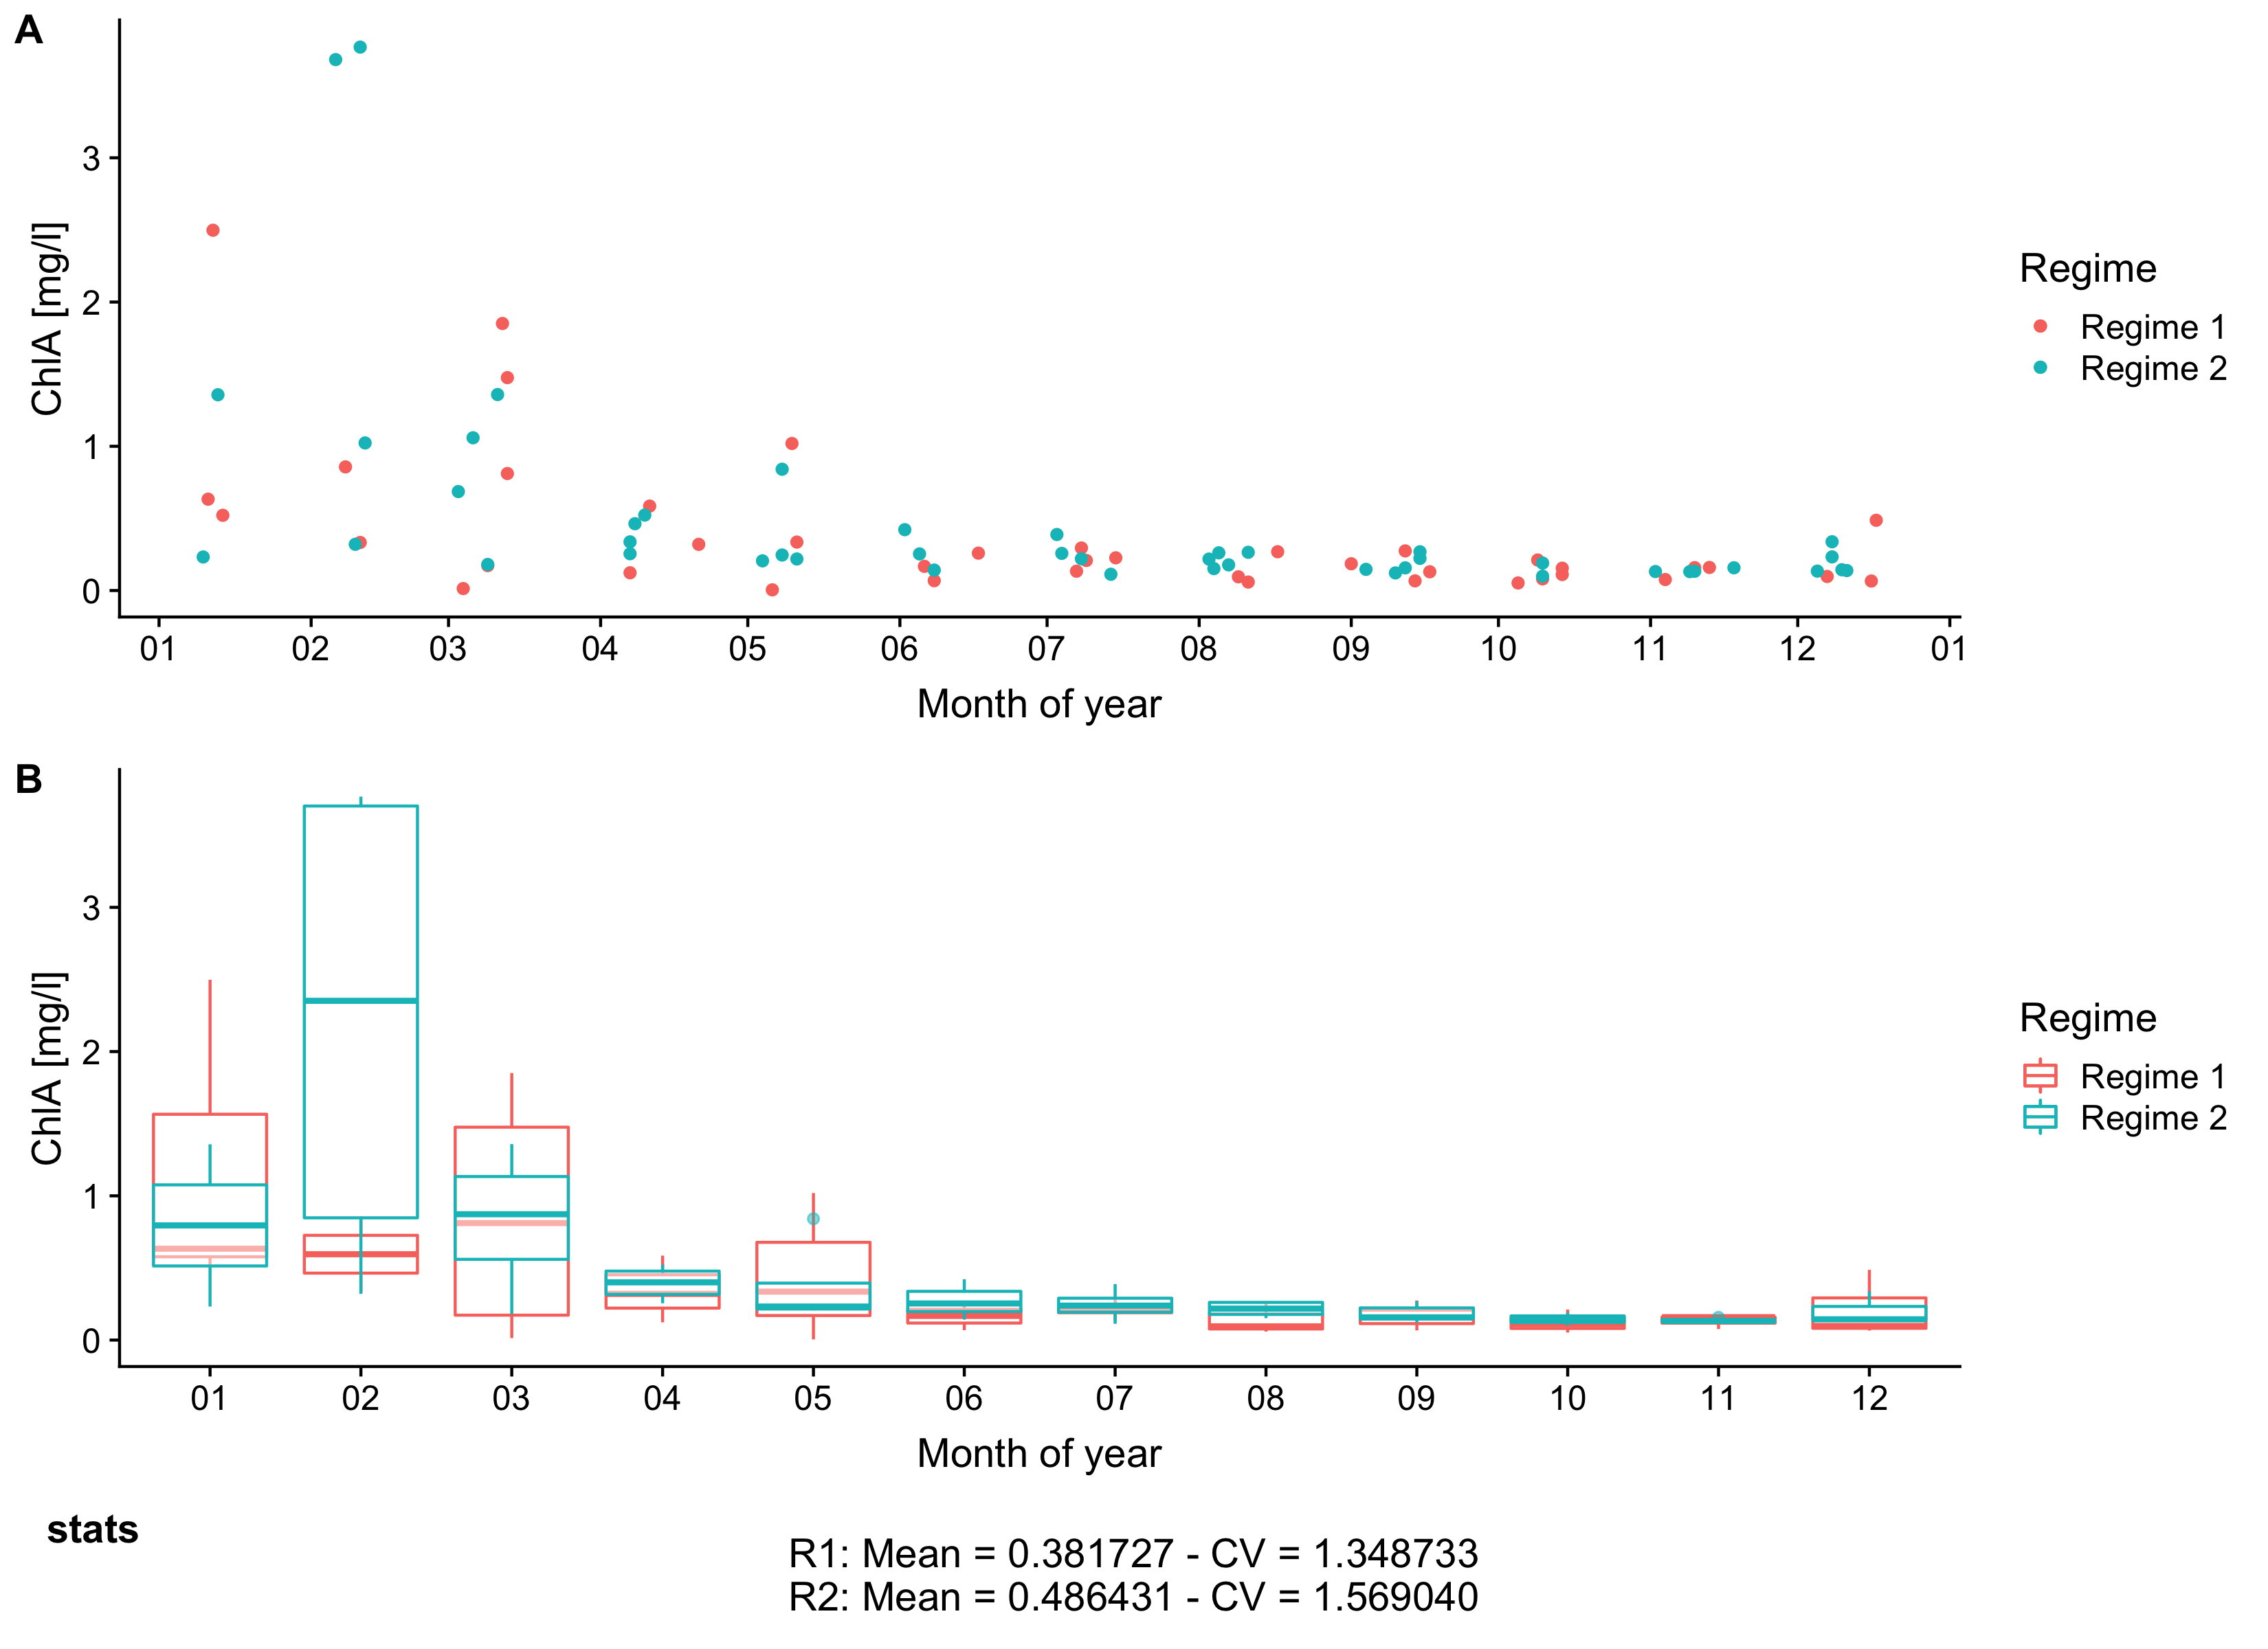 A
ChlA [mg/l]
3
2
1
0
01 02 03 04 05 06 07 08 09 10 11 12 01
Month of year
Regime
Regime 1
Regime 2
B
ChlA [mg/l]
3
2
1
0
01 02 03 04 05 06 07 08 09 10 11 12
Month of year
Regime
Regime 1
Regime 2
stats
R1: Mean = 0.381727 - CV = 1.348733
R2: Mean = 0.486431 - CV = 1.569040